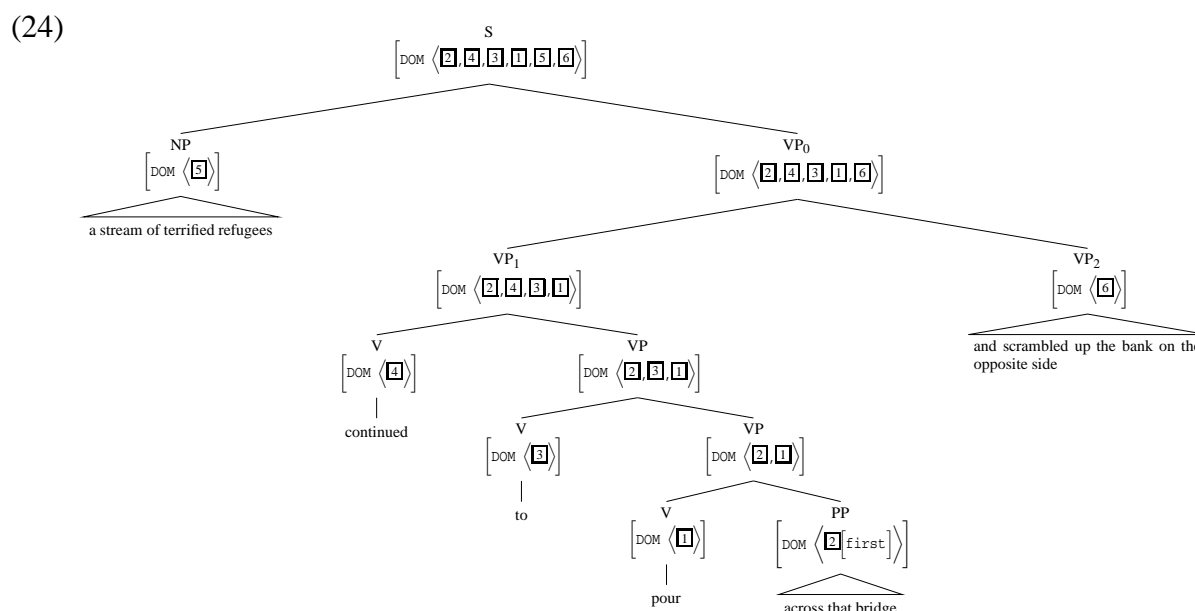 (24)
S
[DOM ⟨2,4,3,1,5,6⟩]
NP
[DOM ⟨5⟩]
a stream of terrified refugees
VP0
[DOM ⟨2,4,3,1,6⟩]
VP1
[DOM ⟨2,4,3,1⟩]
VP2
[DOM ⟨6⟩]
and scrambled up the bank on the
opposite side
V
[DOM ⟨4⟩]
continued
VP
[DOM ⟨2,3,1⟩]
V
[DOM ⟨3⟩]
to
VP
[DOM ⟨2,1⟩]
V
[DOM ⟨1⟩]
pour
PP
[DOM ⟨2[first]⟩]
across that bridge